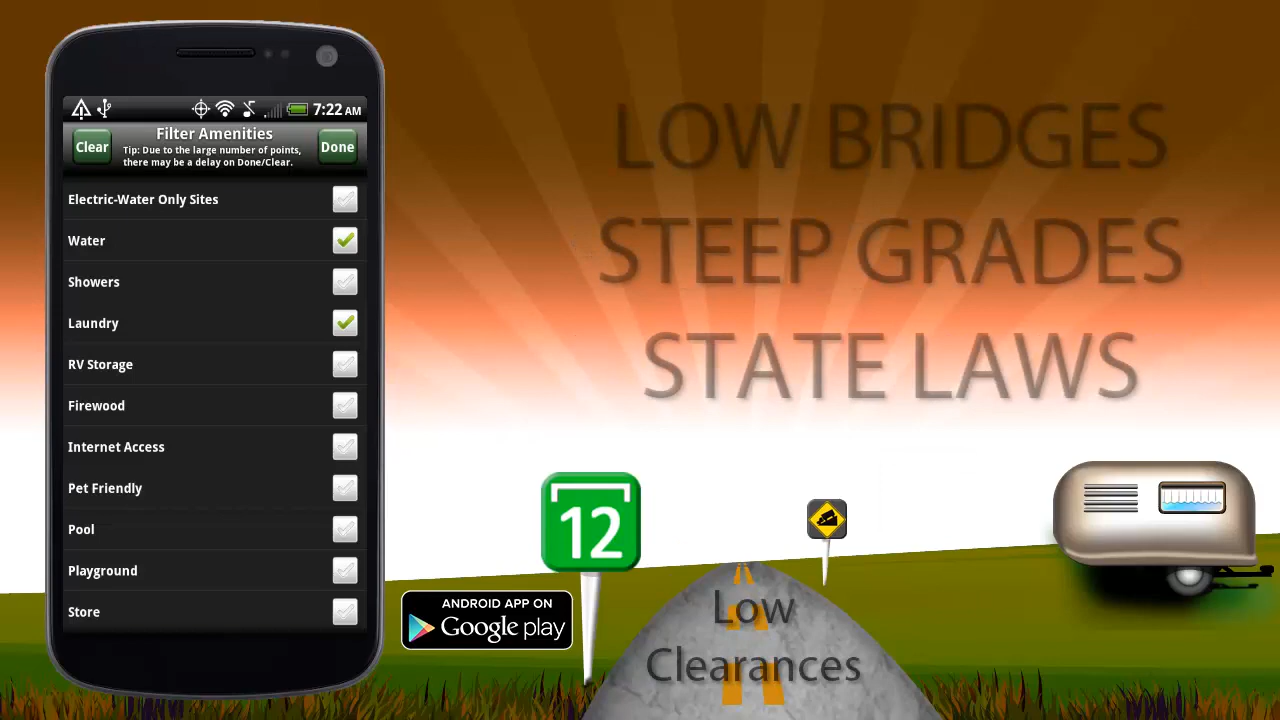 7:22 AM
Clear
Filter Amenities
Tip: Due to the large number of points,
there may be a delay on Done/Clear.
Done
Electric-Water Only Sites
Water
Showers
Laundry
RV Storage
Firewood
Internet Access
Pet Friendly
Pool
Playground
Store
LOW BRIDGES
STEEP GRADES
STATE LAWS
12
ANDROID APP ON
Google play
Low
Clearances